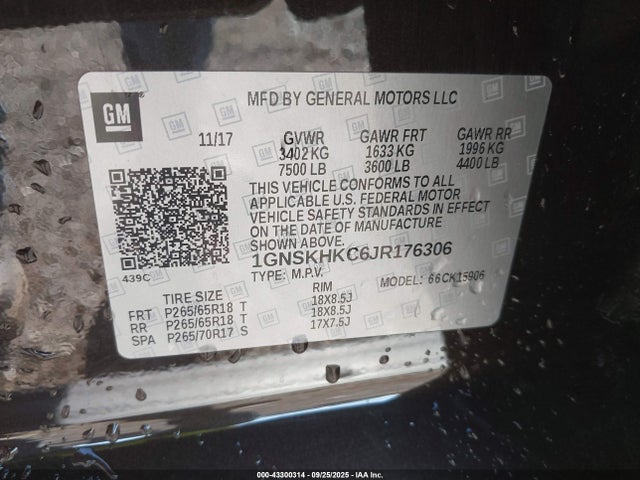 GM
MFD BY GENERAL MOTORS LLC
11/17 GVWR GAWR FRT GAWR RR
3402 KG 1633 KG 1996 KG
7500 LB 3600 LB 4400 LB
THIS VEHICLE CONFORMS TO ALL
APPLICABLE U.S. FEDERAL MOTOR
VEHICLE SAFETY STANDARDS IN EFFECT
ON THE DATE OF MANUFACTURE
SHOWN ABOVE.
439C
1GNSKHKC6JR176306
TYPE: M.P.V. MODEL: 66CK15906
TIRE SIZE RIM
FRT P265/65R18 T 18X8.5J
RR P265/65R18 T 18X8.5J
SPA P265/70R17 S 17X7.5J
000-43300314 - 09/25/2025 - IAA Inc.